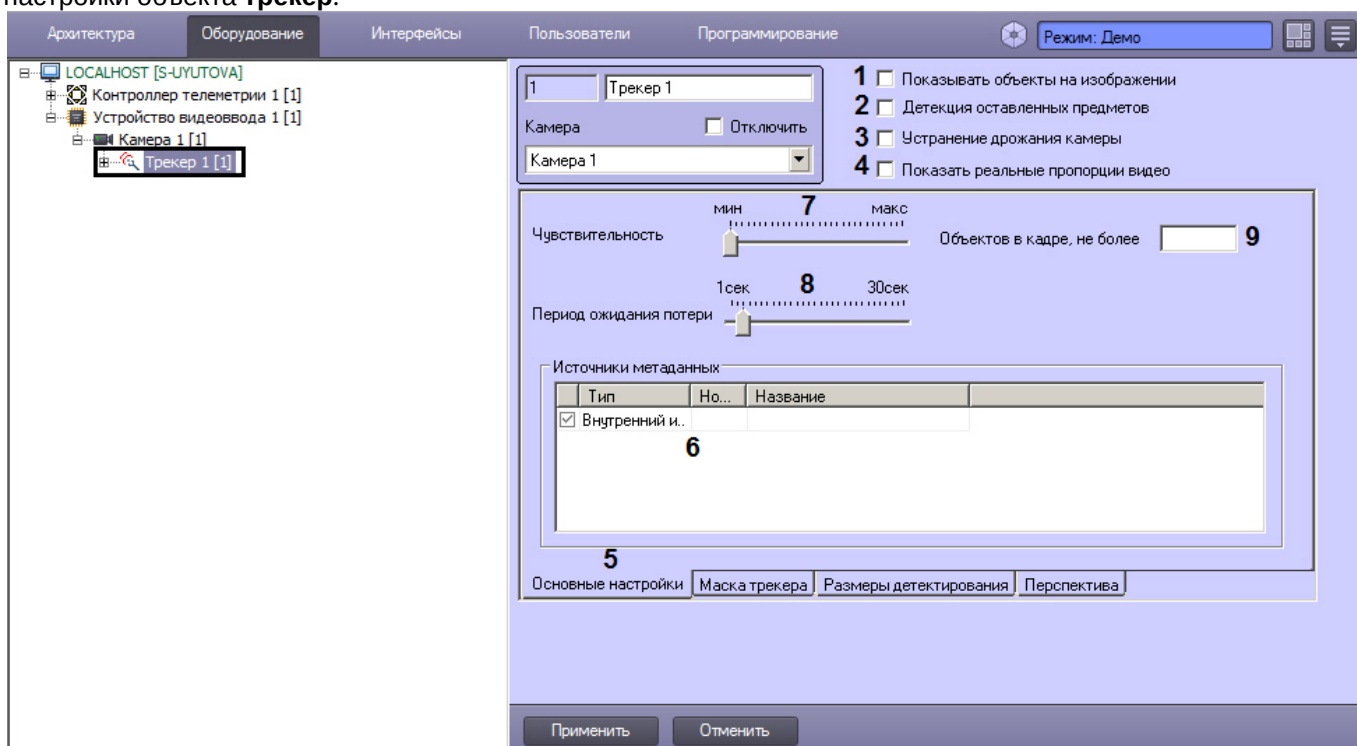 настройки объекта Трекер.
Архитектура Оборудование Интерфейсы Пользователи Программирование Режим: Демо
LOCALHOST [S-UYUTOVA]
Контроллер телеметрии 1 [1]
Устройство видеоввода 1 [1]
Камера 1 [1]
Трекер 1 [1]
1 Трекер 1
Камера Отключить
Камера 1
1 Показывать объекты на изображении
2 Детекция оставленных предметов
3 Устранение дрожания камеры
4 Показать реальные пропорции видео
мин 7 макс
Чувствительность
Объектов в кадре, не более 9
1сек 8 30сек
Период ожидания потери
Источники метаданных
Тип Но... Название
Внутренний и..
6
5
Основные настройки Маска трекера Размеры детектирования Перспектива
Применить Отменить